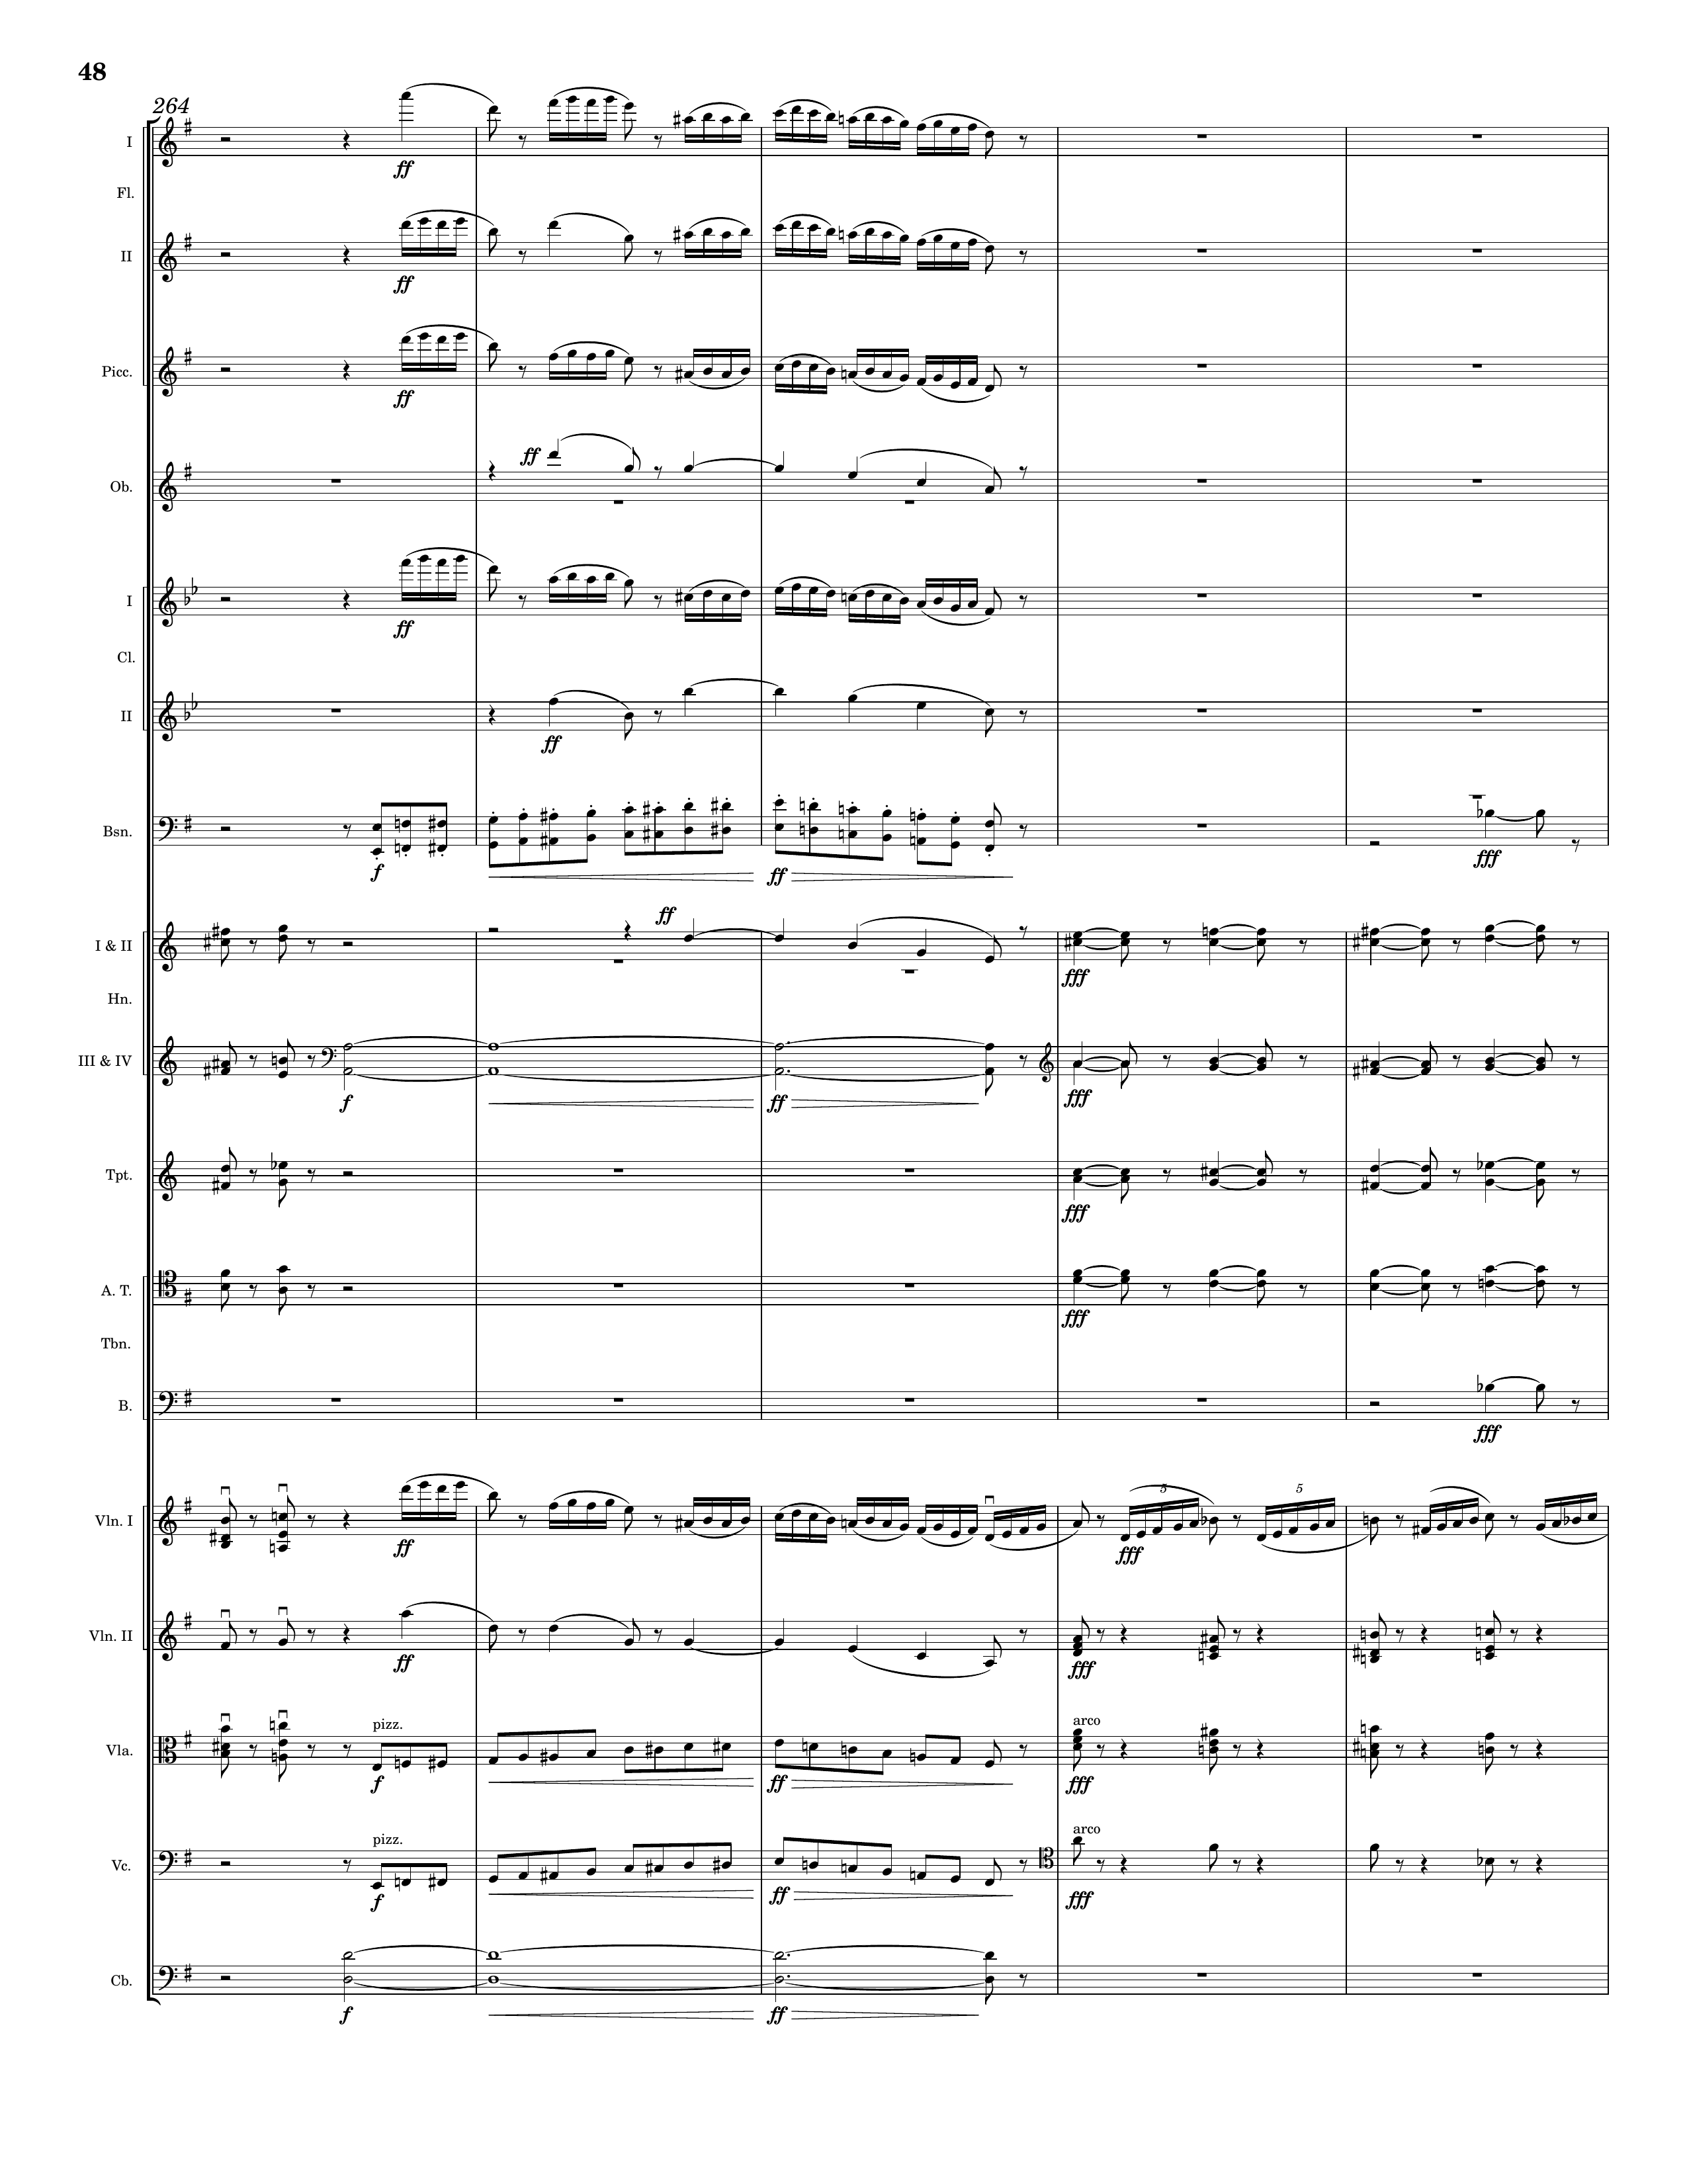 48
264
I
ff
Fl.
II
ff
Picc.
ff
ff
Ob.
I
ff
Cl.
II
ff
Bsn.
f
ff
fff
ff
I & II
fff
Hn.
III & IV
f
ff
fff
Tpt.
fff
A. T.
fff
Tbn.
B.
fff
5
5
Vln. I
ff
fff
Vln. II
ff
fff
pizz.
arco
Vla.
f
ff
fff
pizz.
arco
Vc.
f
ff
fff
Cb.
f
ff